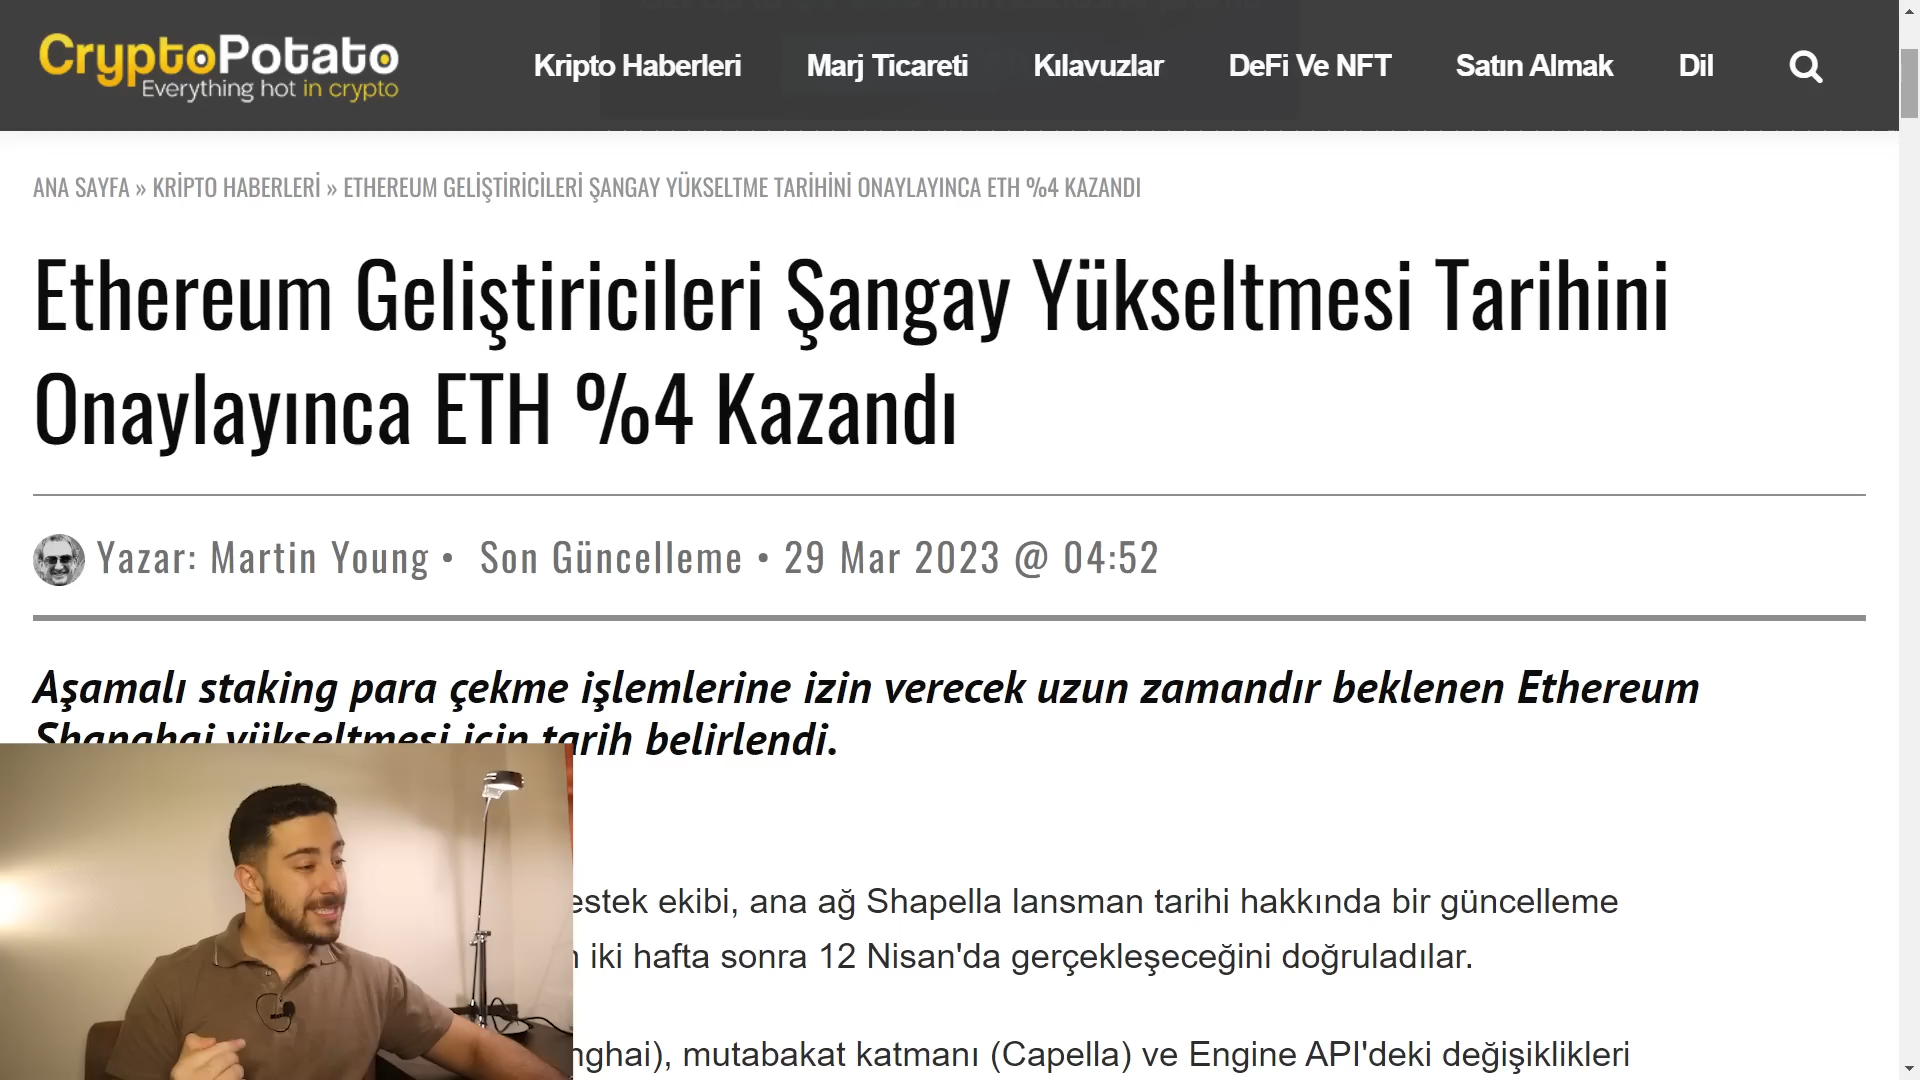 CryptoPotato
Everything hot in crypto
Kripto Haberleri Marj Ticareti Kılavuzlar DeFi Ve NFT Satın Almak Dil
ANA SAYFA » KRİPTO HABERLERİ » ETHEREUM GELİŞTİRİCİLERİ ŞANGAY YÜKSELTME TARİHİNİ ONAYLAYINCA ETH %4 KAZANDI
Ethereum Geliştiricileri Şangay Yükseltmesi Tarihini
Onaylayınca ETH %4 Kazandı
Yazar: Martin Young • Son Güncelleme • 29 Mar 2023 @ 04:52
Aşamalı staking para çekme işlemlerine izin verecek uzun zamandır beklenen Ethereum
Shanghai yükseltmesi için tarih belirlendi.
estek ekibi, ana ağ Shapella lansman tarihi hakkında bir güncelleme
iki hafta sonra 12 Nisan'da gerçekleşeceğini doğruladılar.
nghai), mutabakat katmanı (Capella) ve Engine API'deki değişiklikleri